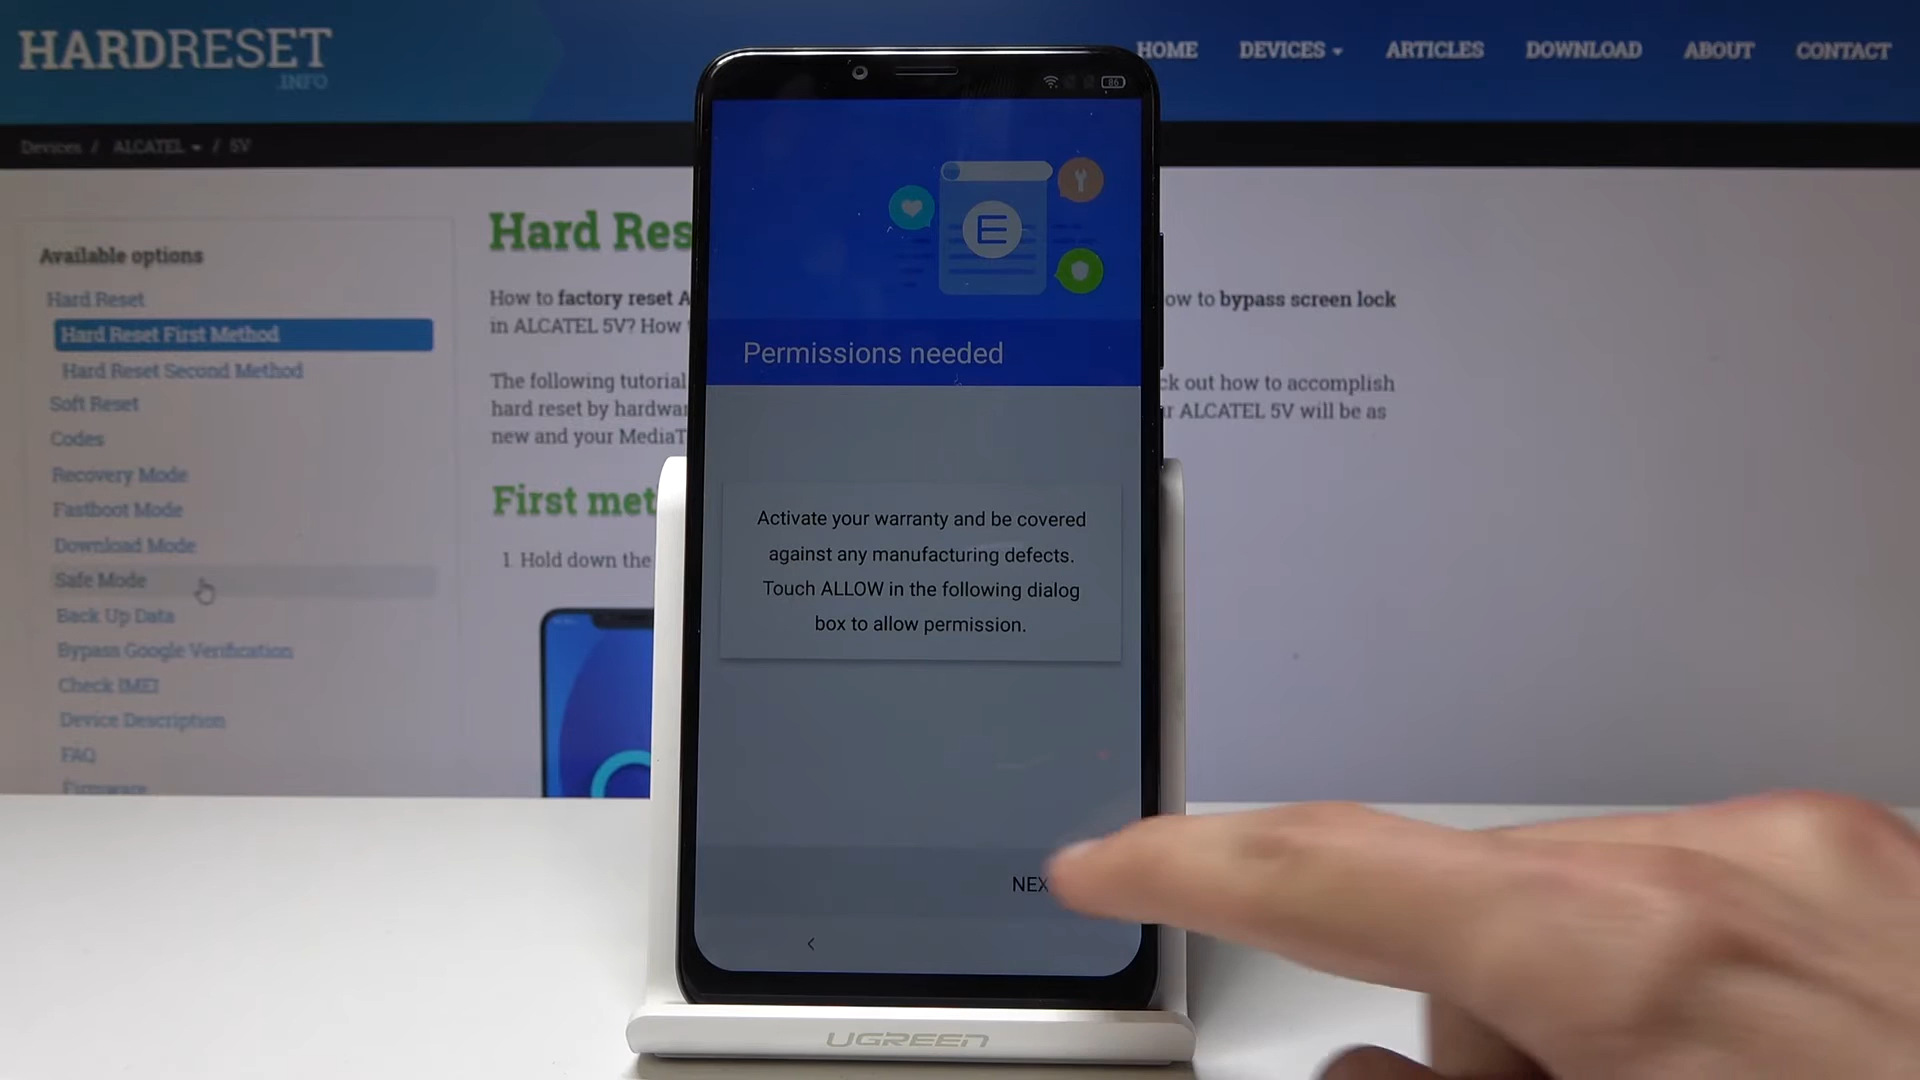 HARDRESET
.INFO
HOME DEVICES ARTICLES DOWNLOAD ABOUT CONTACT
Devices / ALCATEL / 5V
Available options
Hard Reset
Hard Reset First Method
Hard Reset Second Method
Soft Reset
Codes
Recovery Mode
Fastboot Mode
Download Mode
Safe Mode
Back Up Data
Bypass Google Verification
Check IMEI
Device Description
FAQ
Firmware
Hard Res
How to factory reset A
in ALCATEL 5V? How
The following tutorial
hard reset by hardwa
new and your MediaT
First met
1. Hold down the
ow to bypass screen lock
ck out how to accomplish
r ALCATEL 5V will be as
86
E
Permissions needed
Activate your warranty and be covered
against any manufacturing defects.
Touch ALLOW in the following dialog
box to allow permission.
NEX
UGREEN